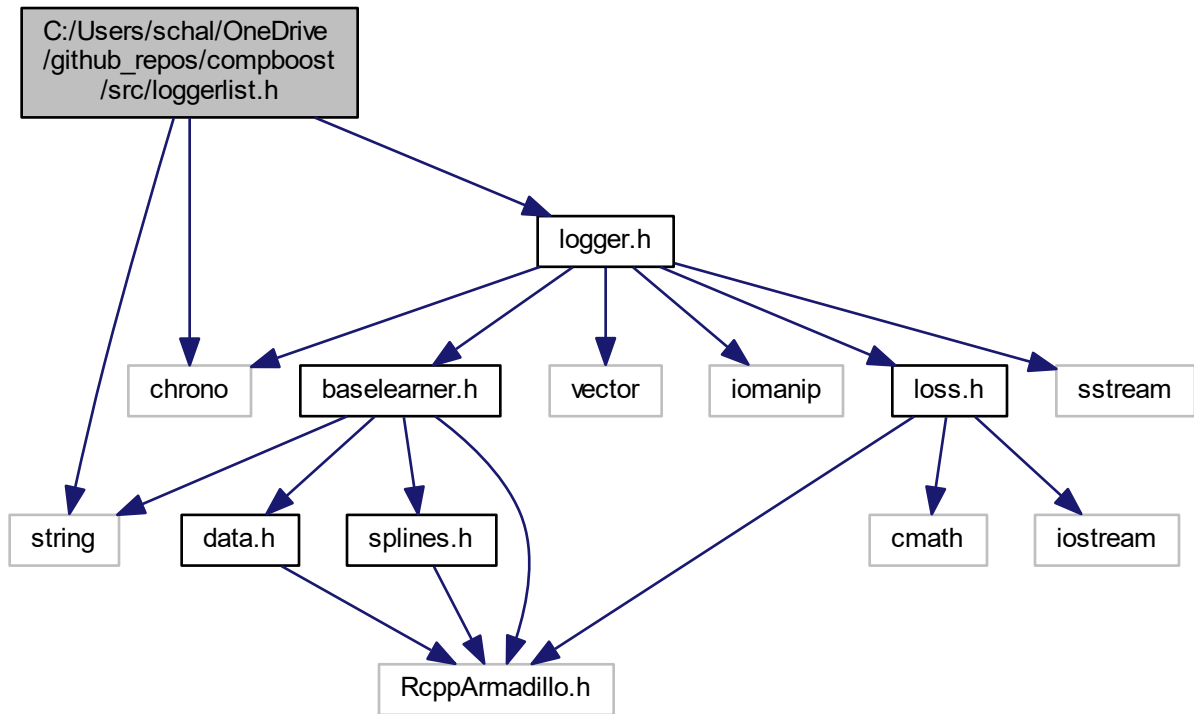 C:/Users/schal/OneDrive
/github_repos/compboost
/src/loggerlist.h
logger.h
chrono
baselearner.h
vector
iomanip
loss.h
sstream
string
data.h
splines.h
cmath
iostream
RcppArmadillo.h